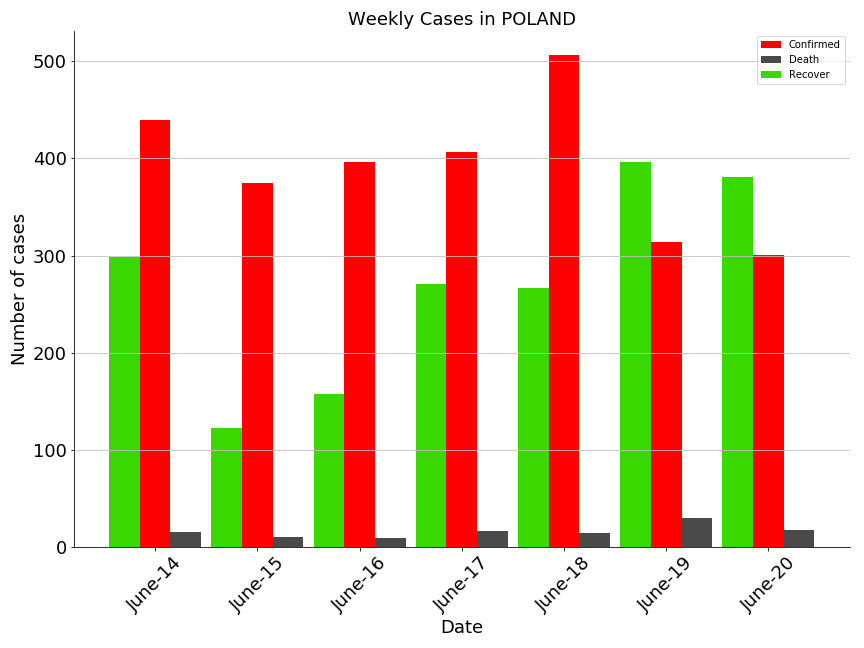 Weekly Cases in POLAND
Confirmed
Death
Recover
Number of cases
500
400
300
200
100
0
June-14
June-15
June-16
June-17
June-18
June-19
June-20
Date